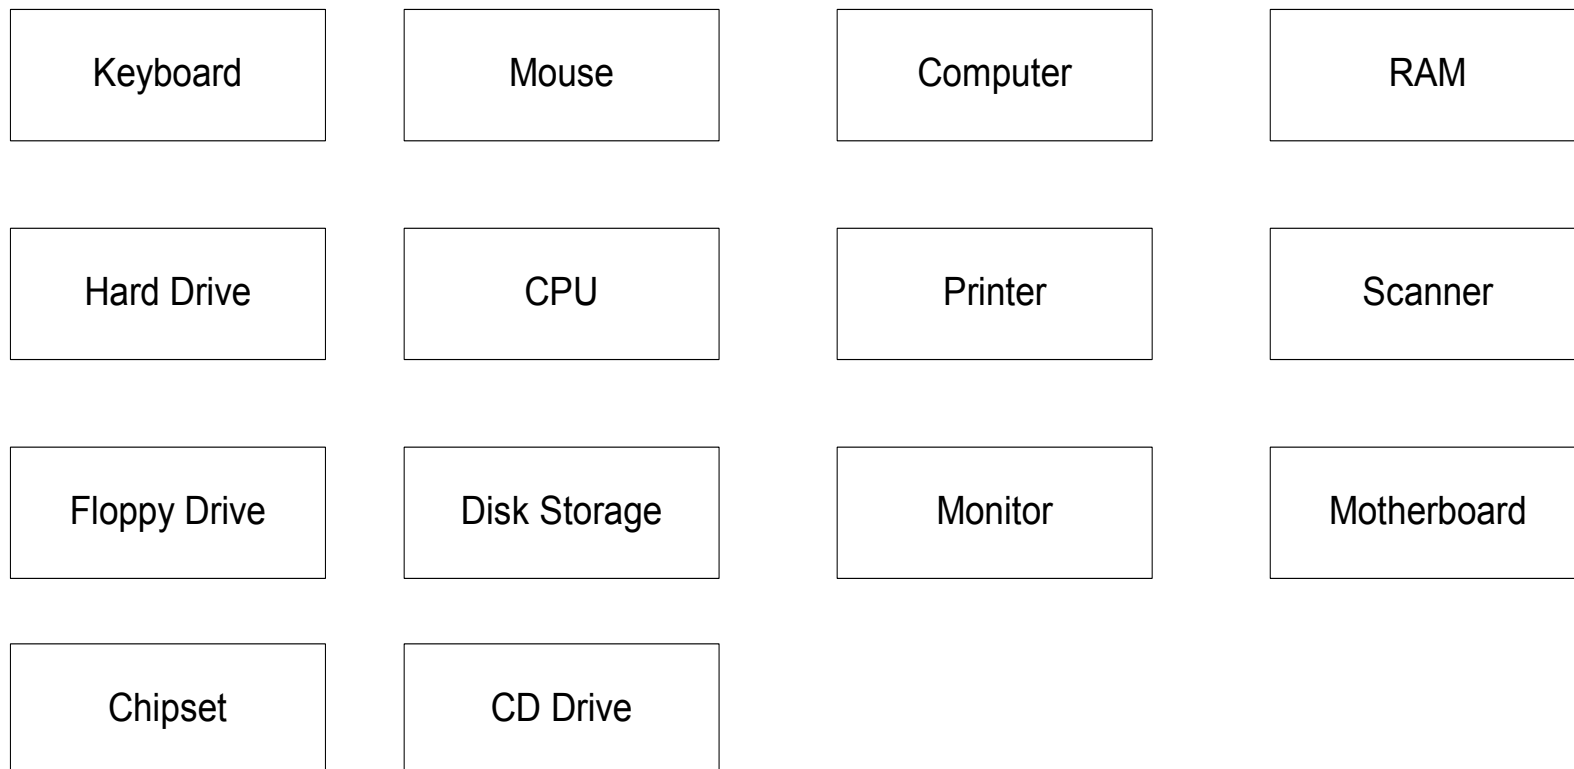 Keyboard
Mouse
Computer
RAM
Hard Drive
CPU
Printer
Scanner
Floppy Drive
Disk Storage
Monitor
Motherboard
Chipset
CD Drive